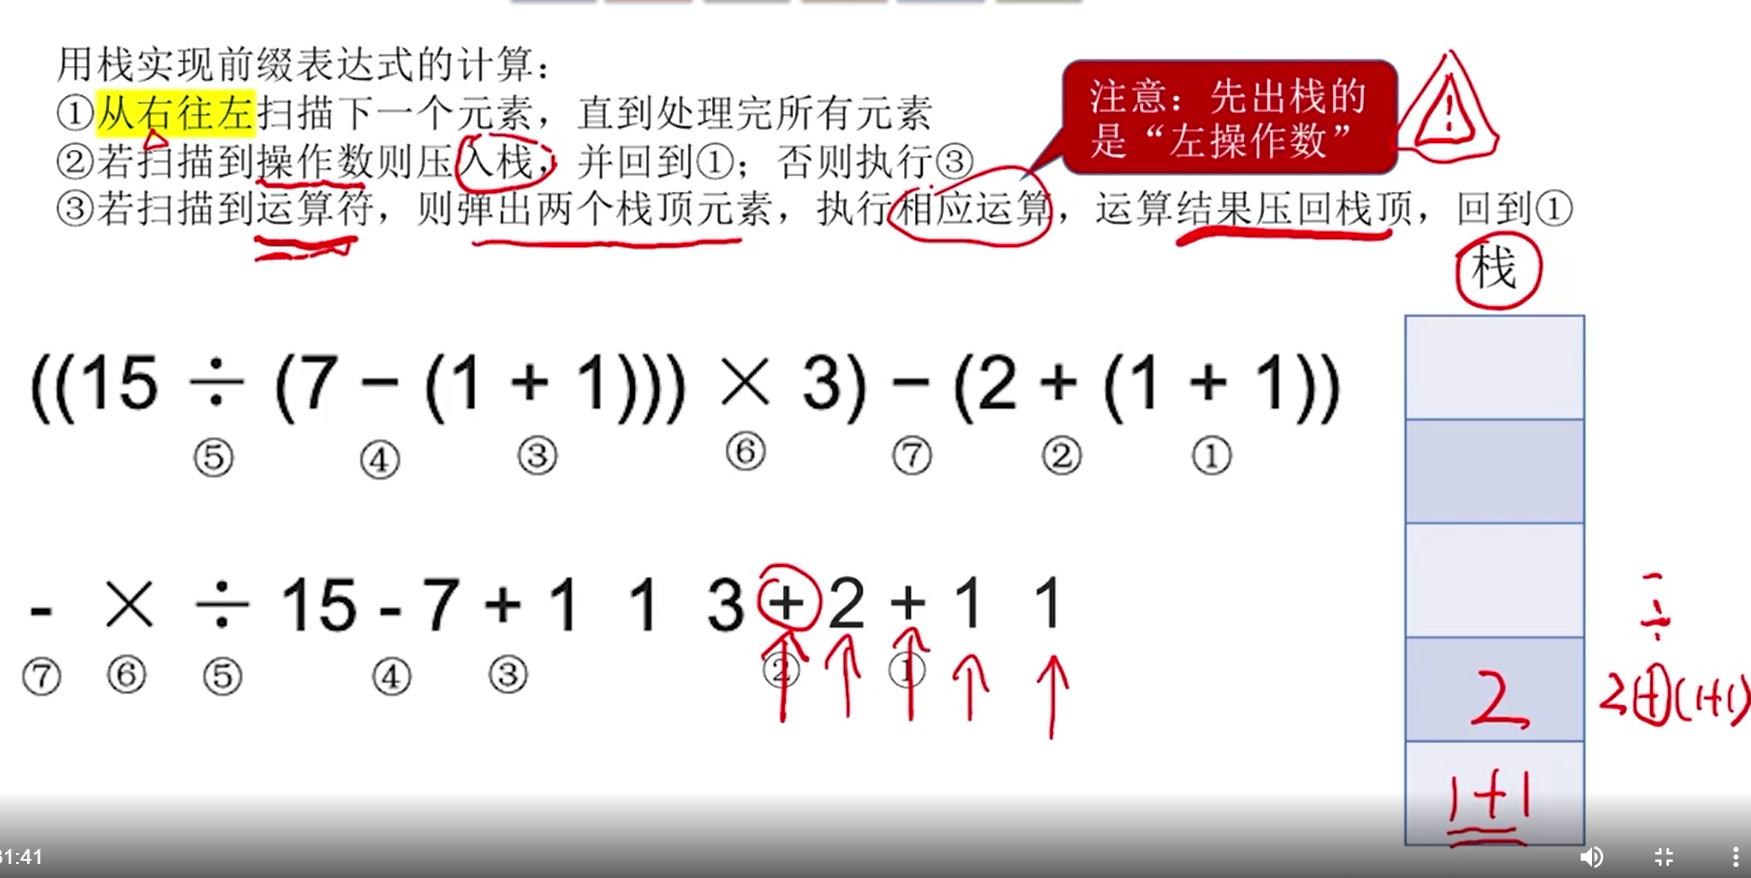 用栈实现前缀表达式的计算：
①从右往左扫描下一个元素，直到处理完所有元素
②若扫描到操作数则压入栈，并回到①；否则执行③
③若扫描到运算符，则弹出两个栈顶元素，执行相应运算，运算结果压回栈顶，回到①
注意：先出栈的
是“左操作数”
栈
((15 ÷ (7 − (1 + 1))) × 3) − (2 + (1 + 1))
⑤ ④ ③ ⑥ ⑦ ② ①
- × ÷ 15 - 7 + 1 1 3 + 2 + 1 1
⑦ ⑥ ⑤ ④ ③ ② ①
- ÷
2 2+(1+1)
1+1
31:41